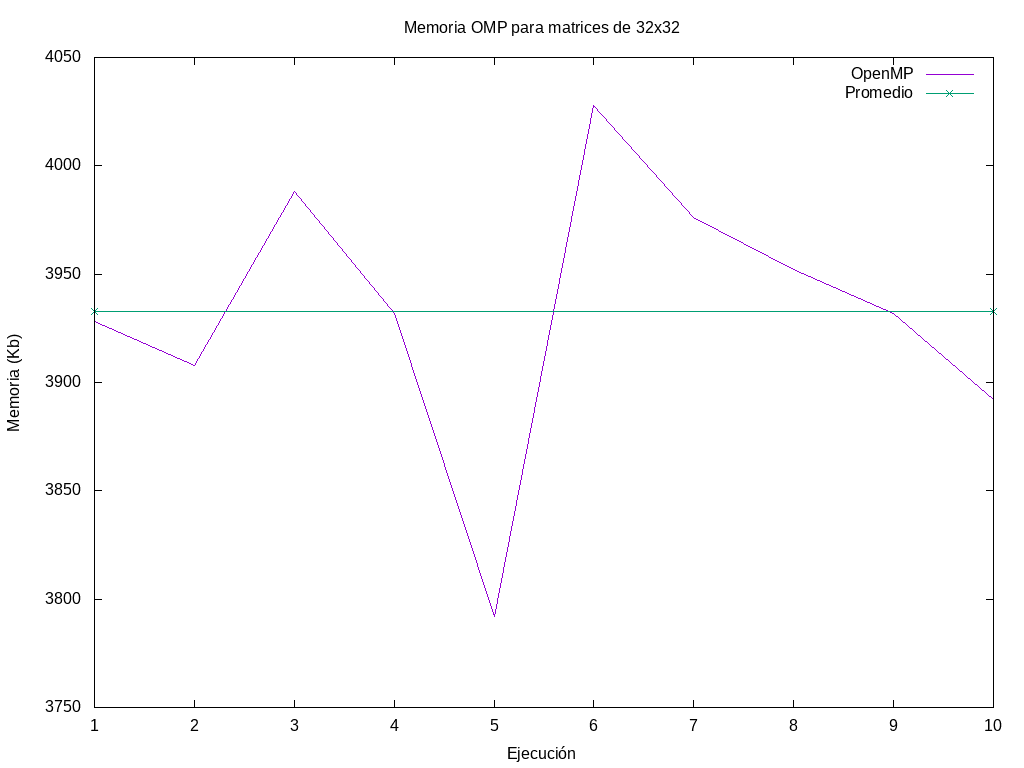 Memoria OMP para matrices de 32x32
OpenMP
Promedio
4050
4000
3950
3900
3850
3800
3750
Memoria (Kb)
1 2 3 4 5 6 7 8 9 10
Ejecución